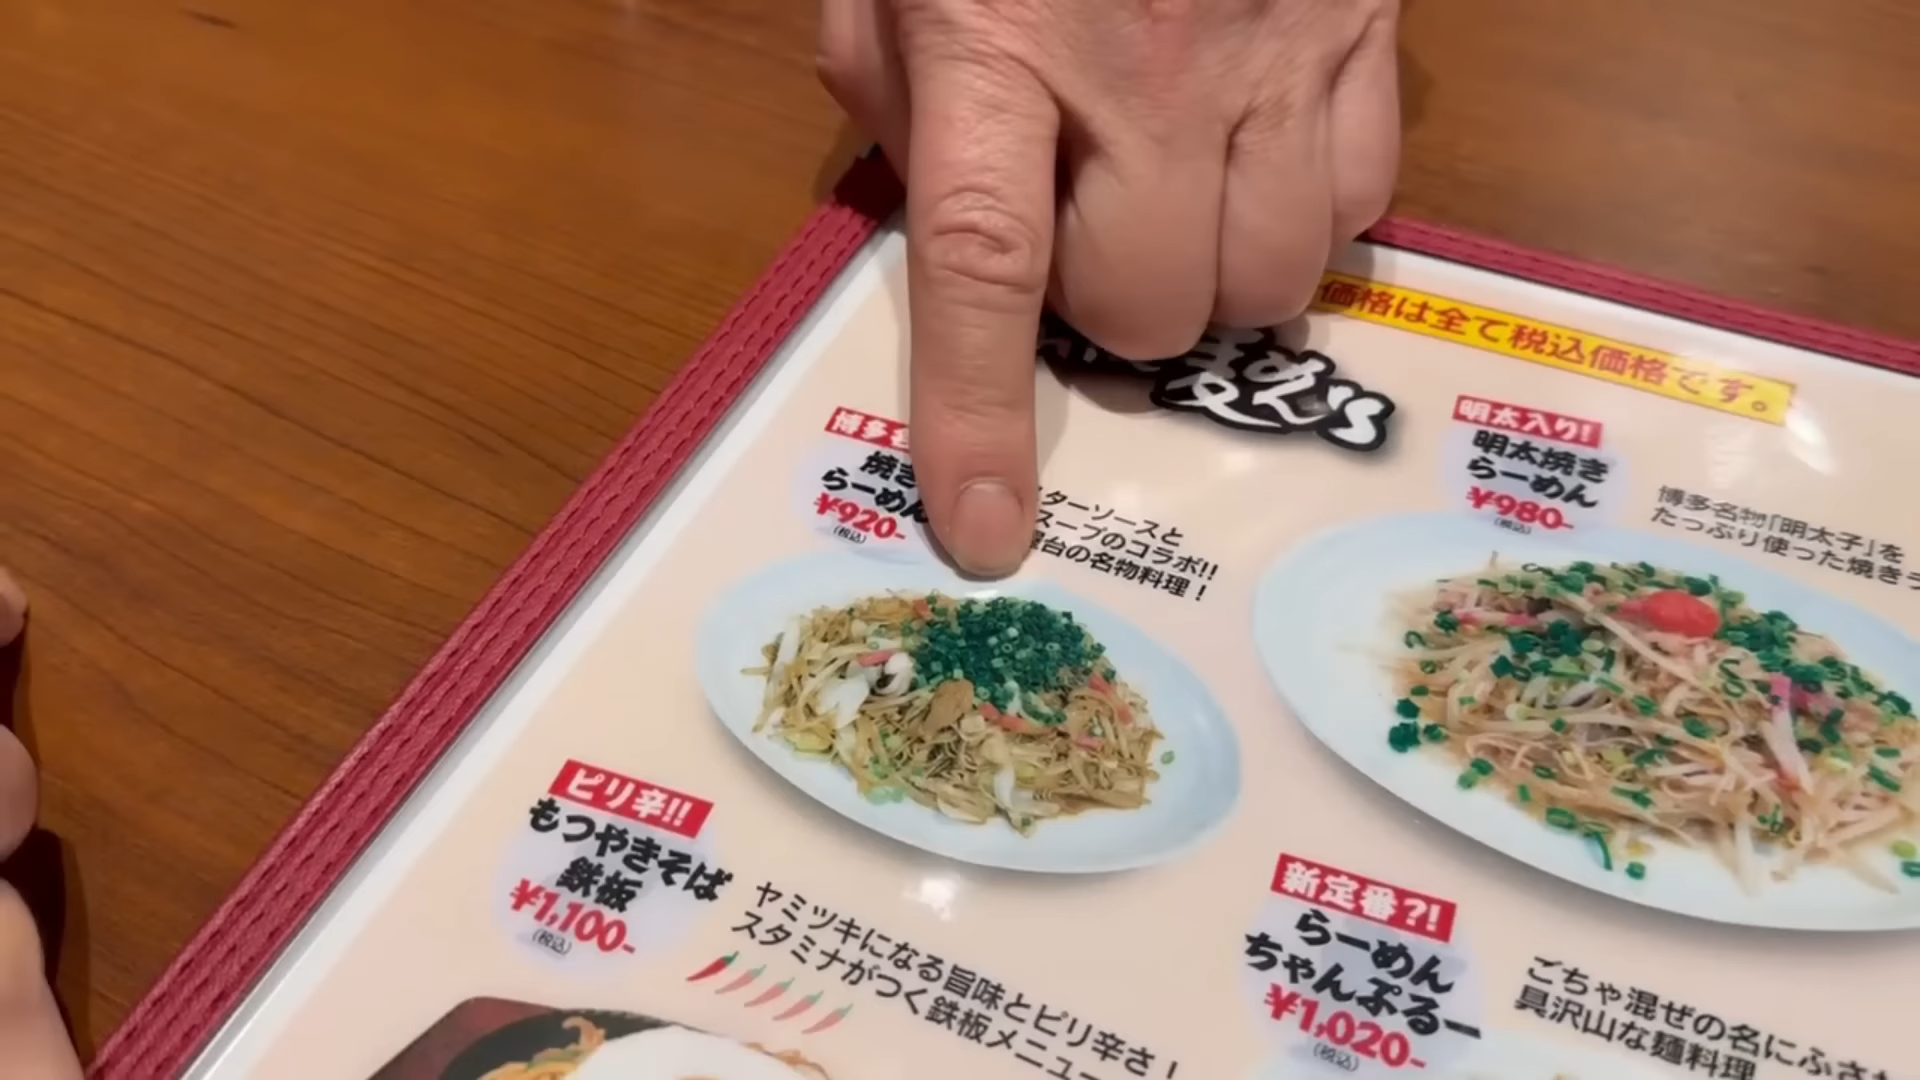 価格は全て税込価格です。
麦めん's
博多名
焼き
らーめん
¥920-
(税込)
ターソースと
スープのコラボ!!
屋台の名物料理!
明太入り!
明太焼き
らーめん
¥980-
(税込)
博多名物「明太子」を
たっぷり使った焼きラ
ピリ辛!!
もつやきそば
鉄板
¥1,100-
(税込)
ヤミツキになる旨味とピリ辛さ!
スタミナがつく鉄板メニュー
新定番?!
らーめん
ちゃんぷるー
¥1,020-
(税込)
ごちゃ混ぜの名にふさ
具沢山な麺料理